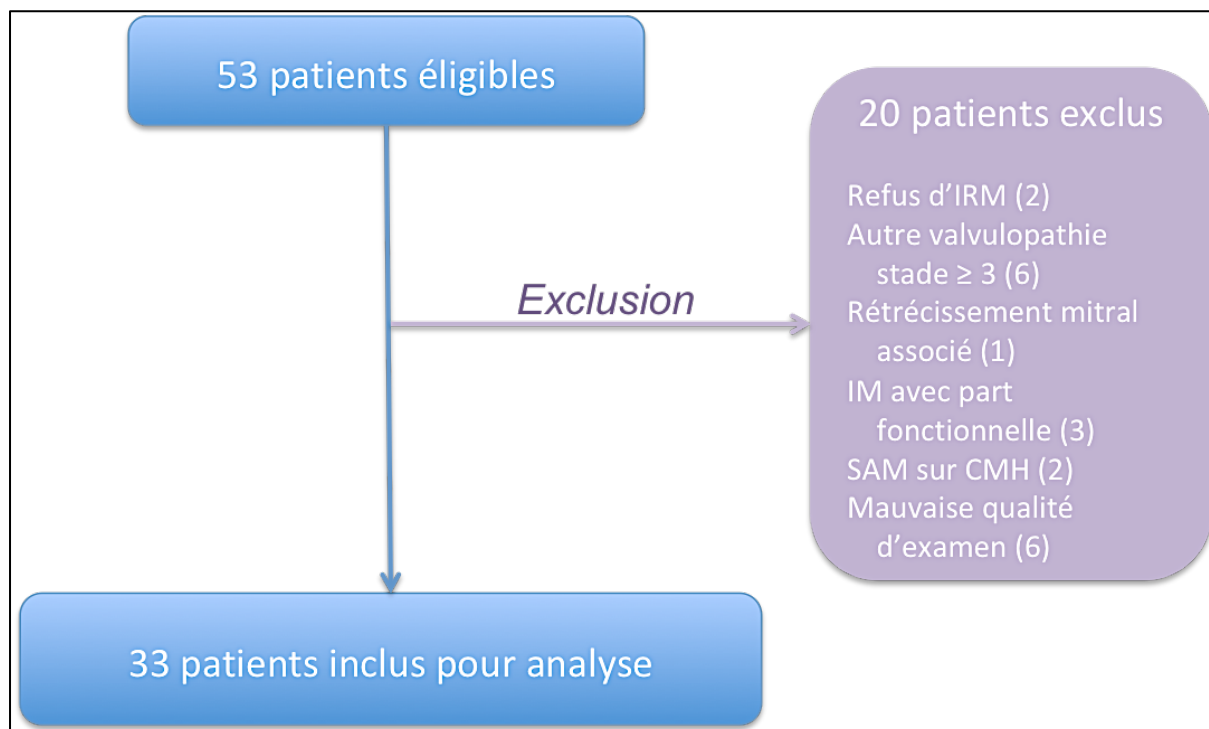 53 patients éligibles
20 patients exclus
Refus d’IRM (2)
Autre valvulopathie
stade ≥ 3 (6)
Rétrécissement mitral
associé (1)
IM avec part
fonctionnelle (3)
SAM sur CMH (2)
Mauvaise qualité
d’examen (6)
Exclusion
33 patients inclus pour analyse